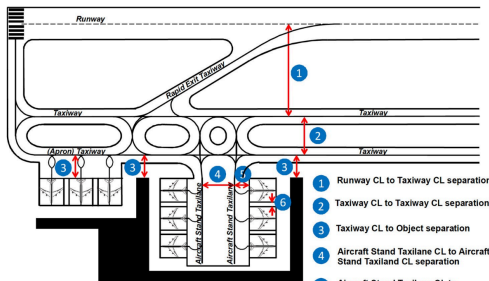 Runway
Rapid Exit Taxiway
1
Taxiway
Taxiway
2
(Apron) Taxiway
Taxiway
3
3
4
3
Aircraft Stand Taxilane
Aircraft Stand Taxilane
6
1 Runway CL to Taxiway CL separation
2 Taxiway CL to Taxiway CL separation
3 Taxiway CL to Object separation
4 Aircraft Stand Taxilane CL to Aircraft
Stand Taxiland CL separation